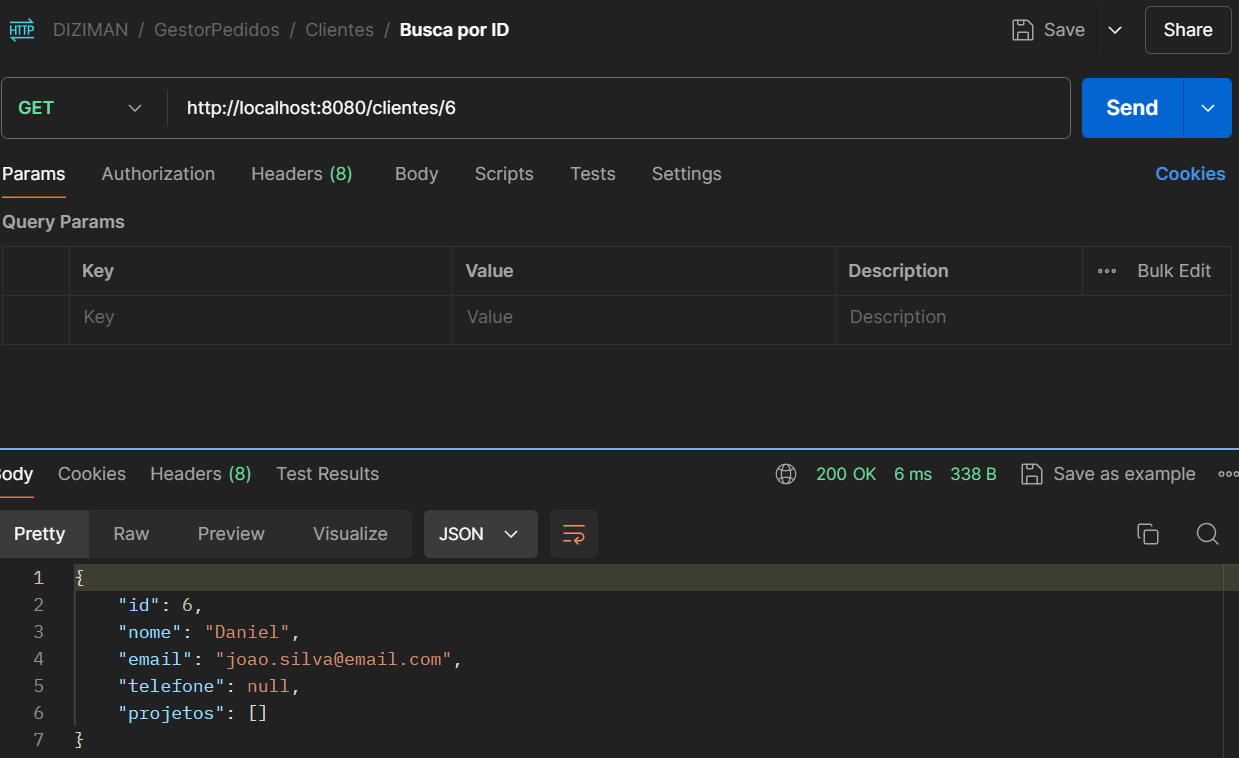 HTTP DIZIMAN / GestorPedidos / Clientes / Busca por ID Save Share
GET http://localhost:8080/clientes/6 Send
Params Authorization Headers (8) Body Scripts Tests Settings Cookies
Query Params
Key Value Description Bulk Edit
Key Value Description
Body Cookies Headers (8) Test Results 200 OK 6 ms 338 B Save as example
Pretty Raw Preview Visualize JSON
1 {
2 "id": 6,
3 "nome": "Daniel",
4 "email": "joao.silva@email.com",
5 "telefone": null,
6 "projetos": []
7 }